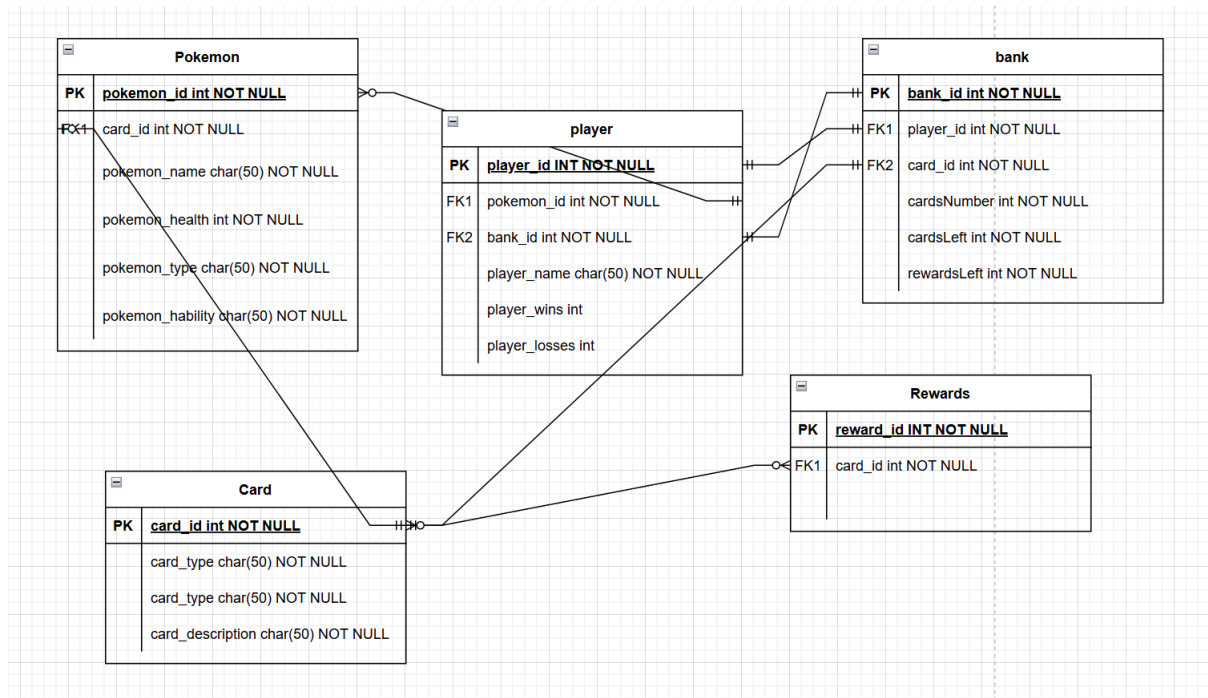 Pokemon
PK pokemon_id int NOT NULL
FK1 card_id int NOT NULL
pokemon_name char(50) NOT NULL
pokemon_health int NOT NULL
pokemon_type char(50) NOT NULL
pokemon_hability char(50) NOT NULL
player
PK player_id INT NOT NULL
FK1 pokemon_id int NOT NULL
FK2 bank_id int NOT NULL
player_name char(50) NOT NULL
player_wins int
player_losses int
bank
PK bank_id int NOT NULL
FK1 player_id int NOT NULL
FK2 card_id int NOT NULL
cardsNumber int NOT NULL
cardsLeft int NOT NULL
rewardsLeft int NOT NULL
Rewards
PK reward_id INT NOT NULL
FK1 card_id int NOT NULL
Card
PK card_id int NOT NULL
card_type char(50) NOT NULL
card_type char(50) NOT NULL
card_description char(50) NOT NULL